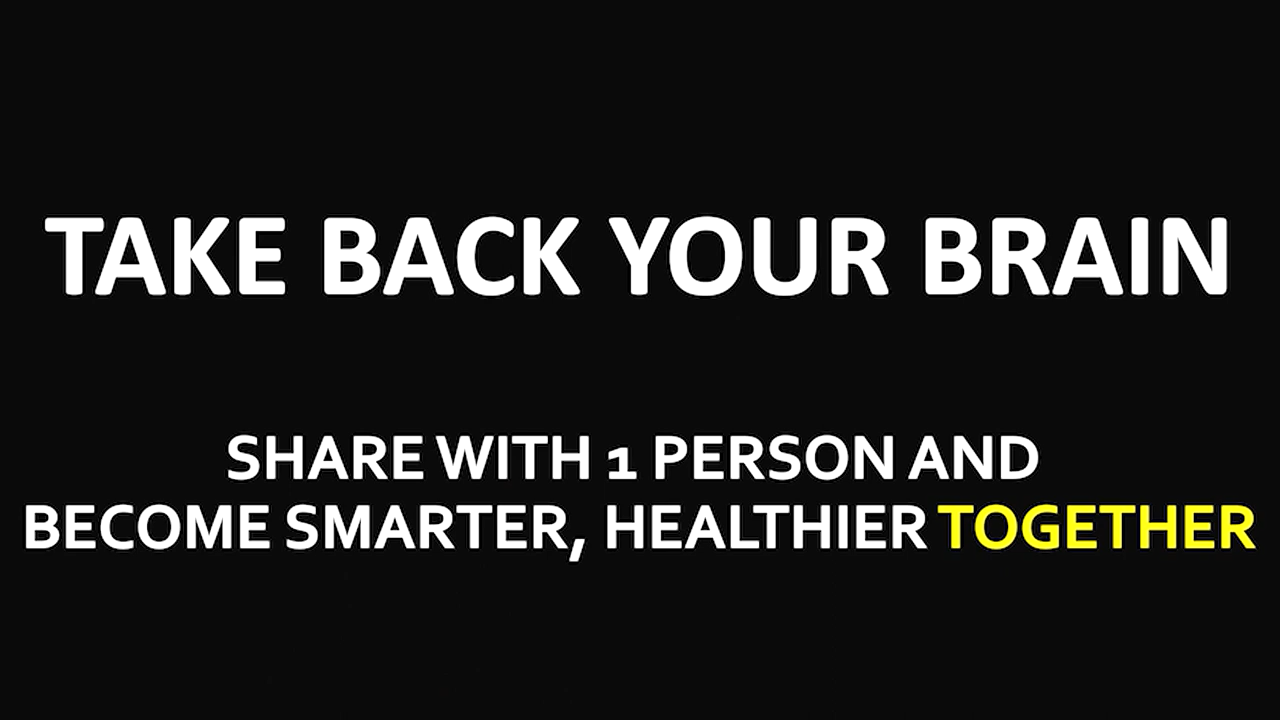 TAKE BACK YOUR BRAIN
SHARE WITH 1 PERSON AND
BECOME SMARTER, HEALTHIER TOGETHER